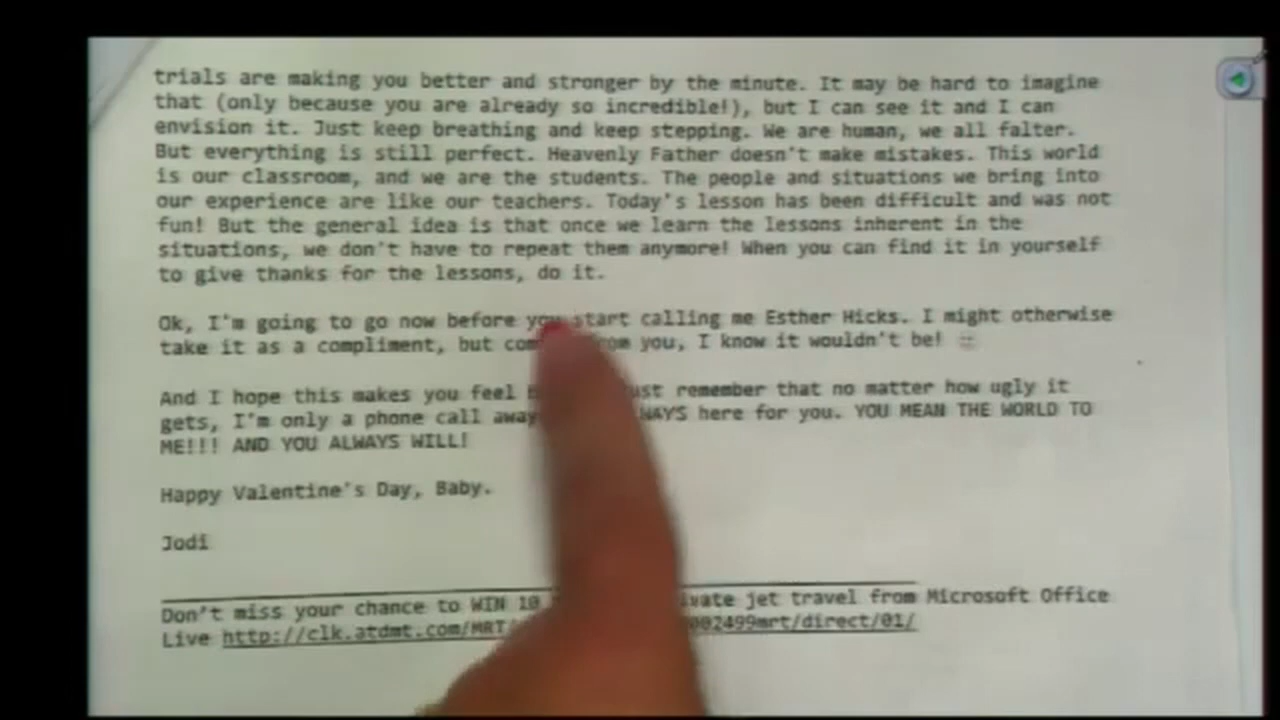 trials are making you better and stronger by the minute. It may be hard to imagine
that (only because you are already so incredible!), but I can see it and I can
envision it. Just keep breathing and keep stepping. We are human, we all falter.
But everything is still perfect. Heavenly Father doesn't make mistakes. This world
is our classroom, and we are the students. The people and situations we bring into
our experience are like our teachers. Today's lesson has been difficult and was not
fun! But the general idea is that once we learn the lessons inherent in the
situations, we don't have to repeat them anymore! When you can find it in yourself
to give thanks for the lessons, do it.
Ok, I'm going to go now before you start calling me Esther Hicks. I might otherwise
take it as a compliment, but from you, I know it wouldn't be!
And I hope this makes you feel remember that no matter how ugly it
gets, I'm only a phone call away here for you. YOU MEAN THE WORLD TO
ME!!! AND YOU ALWAYS WILL!
Happy Valentine's Day, Baby.
Jodi
Don't miss your chance to WIN 10 jet travel from Microsoft Office
Live http://clk.atdmt.com/MRT/ 002499mrt/direct/01/